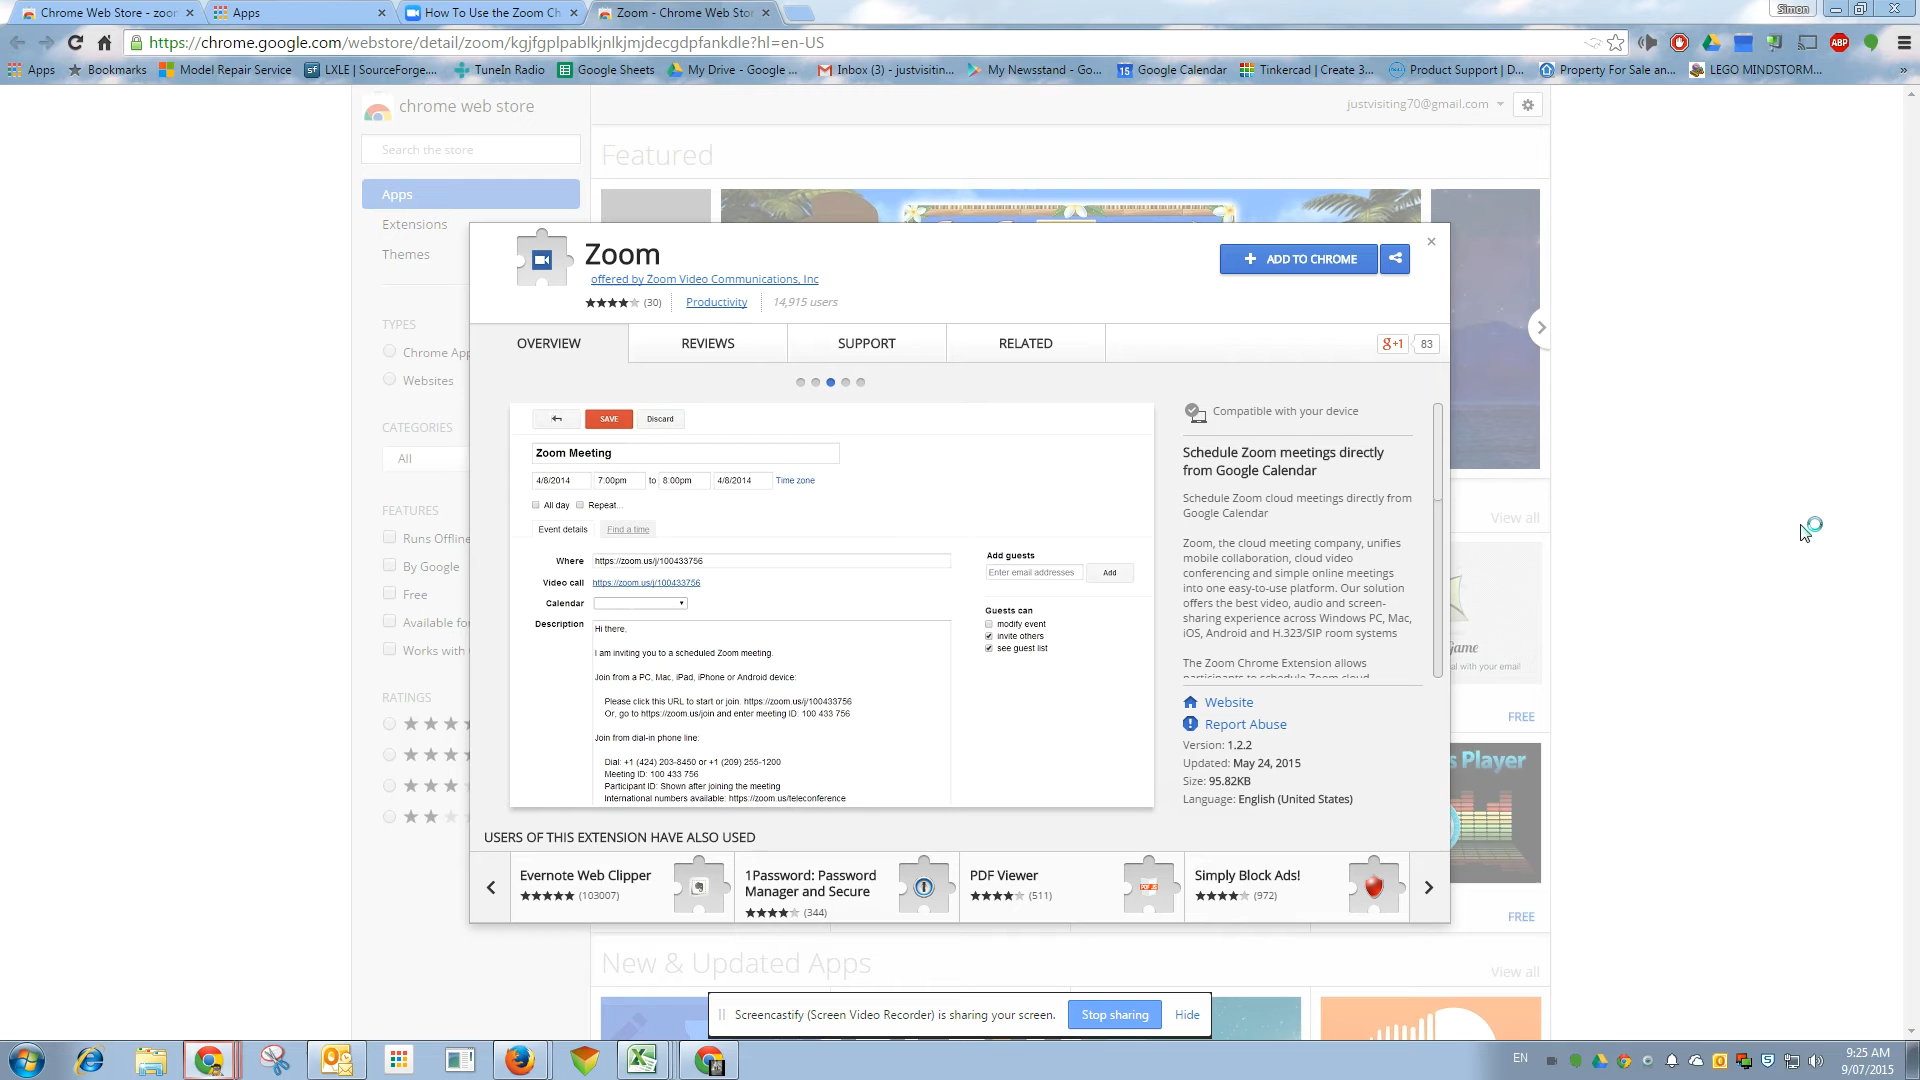 Chrome Web Store - zoom
Apps
How To Use the Zoom Ch
Zoom - Chrome Web Sto
Simon
https://chrome.google.com/webstore/detail/zoom/kgjfgplpablkjnlkjmjdecgdpfankdle?hl=en-US
ABP
Apps
Bookmarks
Model Repair Service
sf LXLE | SourceForge....
TuneIn Radio
Google Sheets
My Drive - Google ...
Inbox (3) - justvisitin...
My Newsstand - Go...
15 Google Calendar
Tinkercad | Create 3...
Product Support | D...
Property For Sale an...
LEGO MINDSTORM...
»
chrome web store
justvisiting70@gmail.com
Search the store
Featured
Apps
Extensions
Themes
TYPES
Chrome App
Websites
CATEGORIES
All
FEATURES
Runs Offline
By Google
Free
Available fo
Works with
RATINGS
Zoom
offered by Zoom Video Communications, Inc
(30)
Productivity
14,915 users
+ ADD TO CHROME
OVERVIEW
REVIEWS
SUPPORT
RELATED
g+1
83
SAVE
Discard
Zoom Meeting
4/8/2014
7:00pm
to
8:00pm
4/8/2014
Time zone
All day
Repeat...
Event details
Find a time
Where
https://zoom.us/j/100433756
Video call
https://zoom.us/j/100433756
Calendar
Description
Hi there,
I am inviting you to a scheduled Zoom meeting.
Join from a PC, Mac, iPad, iPhone or Android device:
Please click this URL to start or join. https://zoom.us/j/100433756
Or, go to https://zoom.us/join and enter meeting ID: 100 433 756
Join from dial-in phone line:
Dial: +1 (424) 203-8450 or +1 (209) 255-1200
Meeting ID: 100 433 756
Participant ID: Shown after joining the meeting
International numbers available: https://zoom.us/teleconference
Add guests
Enter email addresses
Add
Guests can
modify event
invite others
see guest list
Compatible with your device
Schedule Zoom meetings directly
from Google Calendar
Schedule Zoom cloud meetings directly from
Google Calendar
Zoom, the cloud meeting company, unifies
mobile collaboration, cloud video
conferencing and simple online meetings
into one easy-to-use platform. Our solution
offers the best video, audio and screen-
sharing experience across Windows PC, Mac,
iOS, Android and H.323/SIP room systems
The Zoom Chrome Extension allows
participants to schedule Zoom cloud
Website
Report Abuse
Version: 1.2.2
Updated: May 24, 2015
Size: 95.82KB
Language: English (United States)
View all
Game
al with your email
FREE
s Player
FREE
USERS OF THIS EXTENSION HAVE ALSO USED
Evernote Web Clipper
(103007)
1Password: Password
Manager and Secure
(344)
PDF Viewer
(511)
PDF JS
Simply Block Ads!
(972)
New & Updated Apps
View all
Screencastify (Screen Video Recorder) is sharing your screen.
Stop sharing
Hide
EN
9:25 AM
9/07/2015